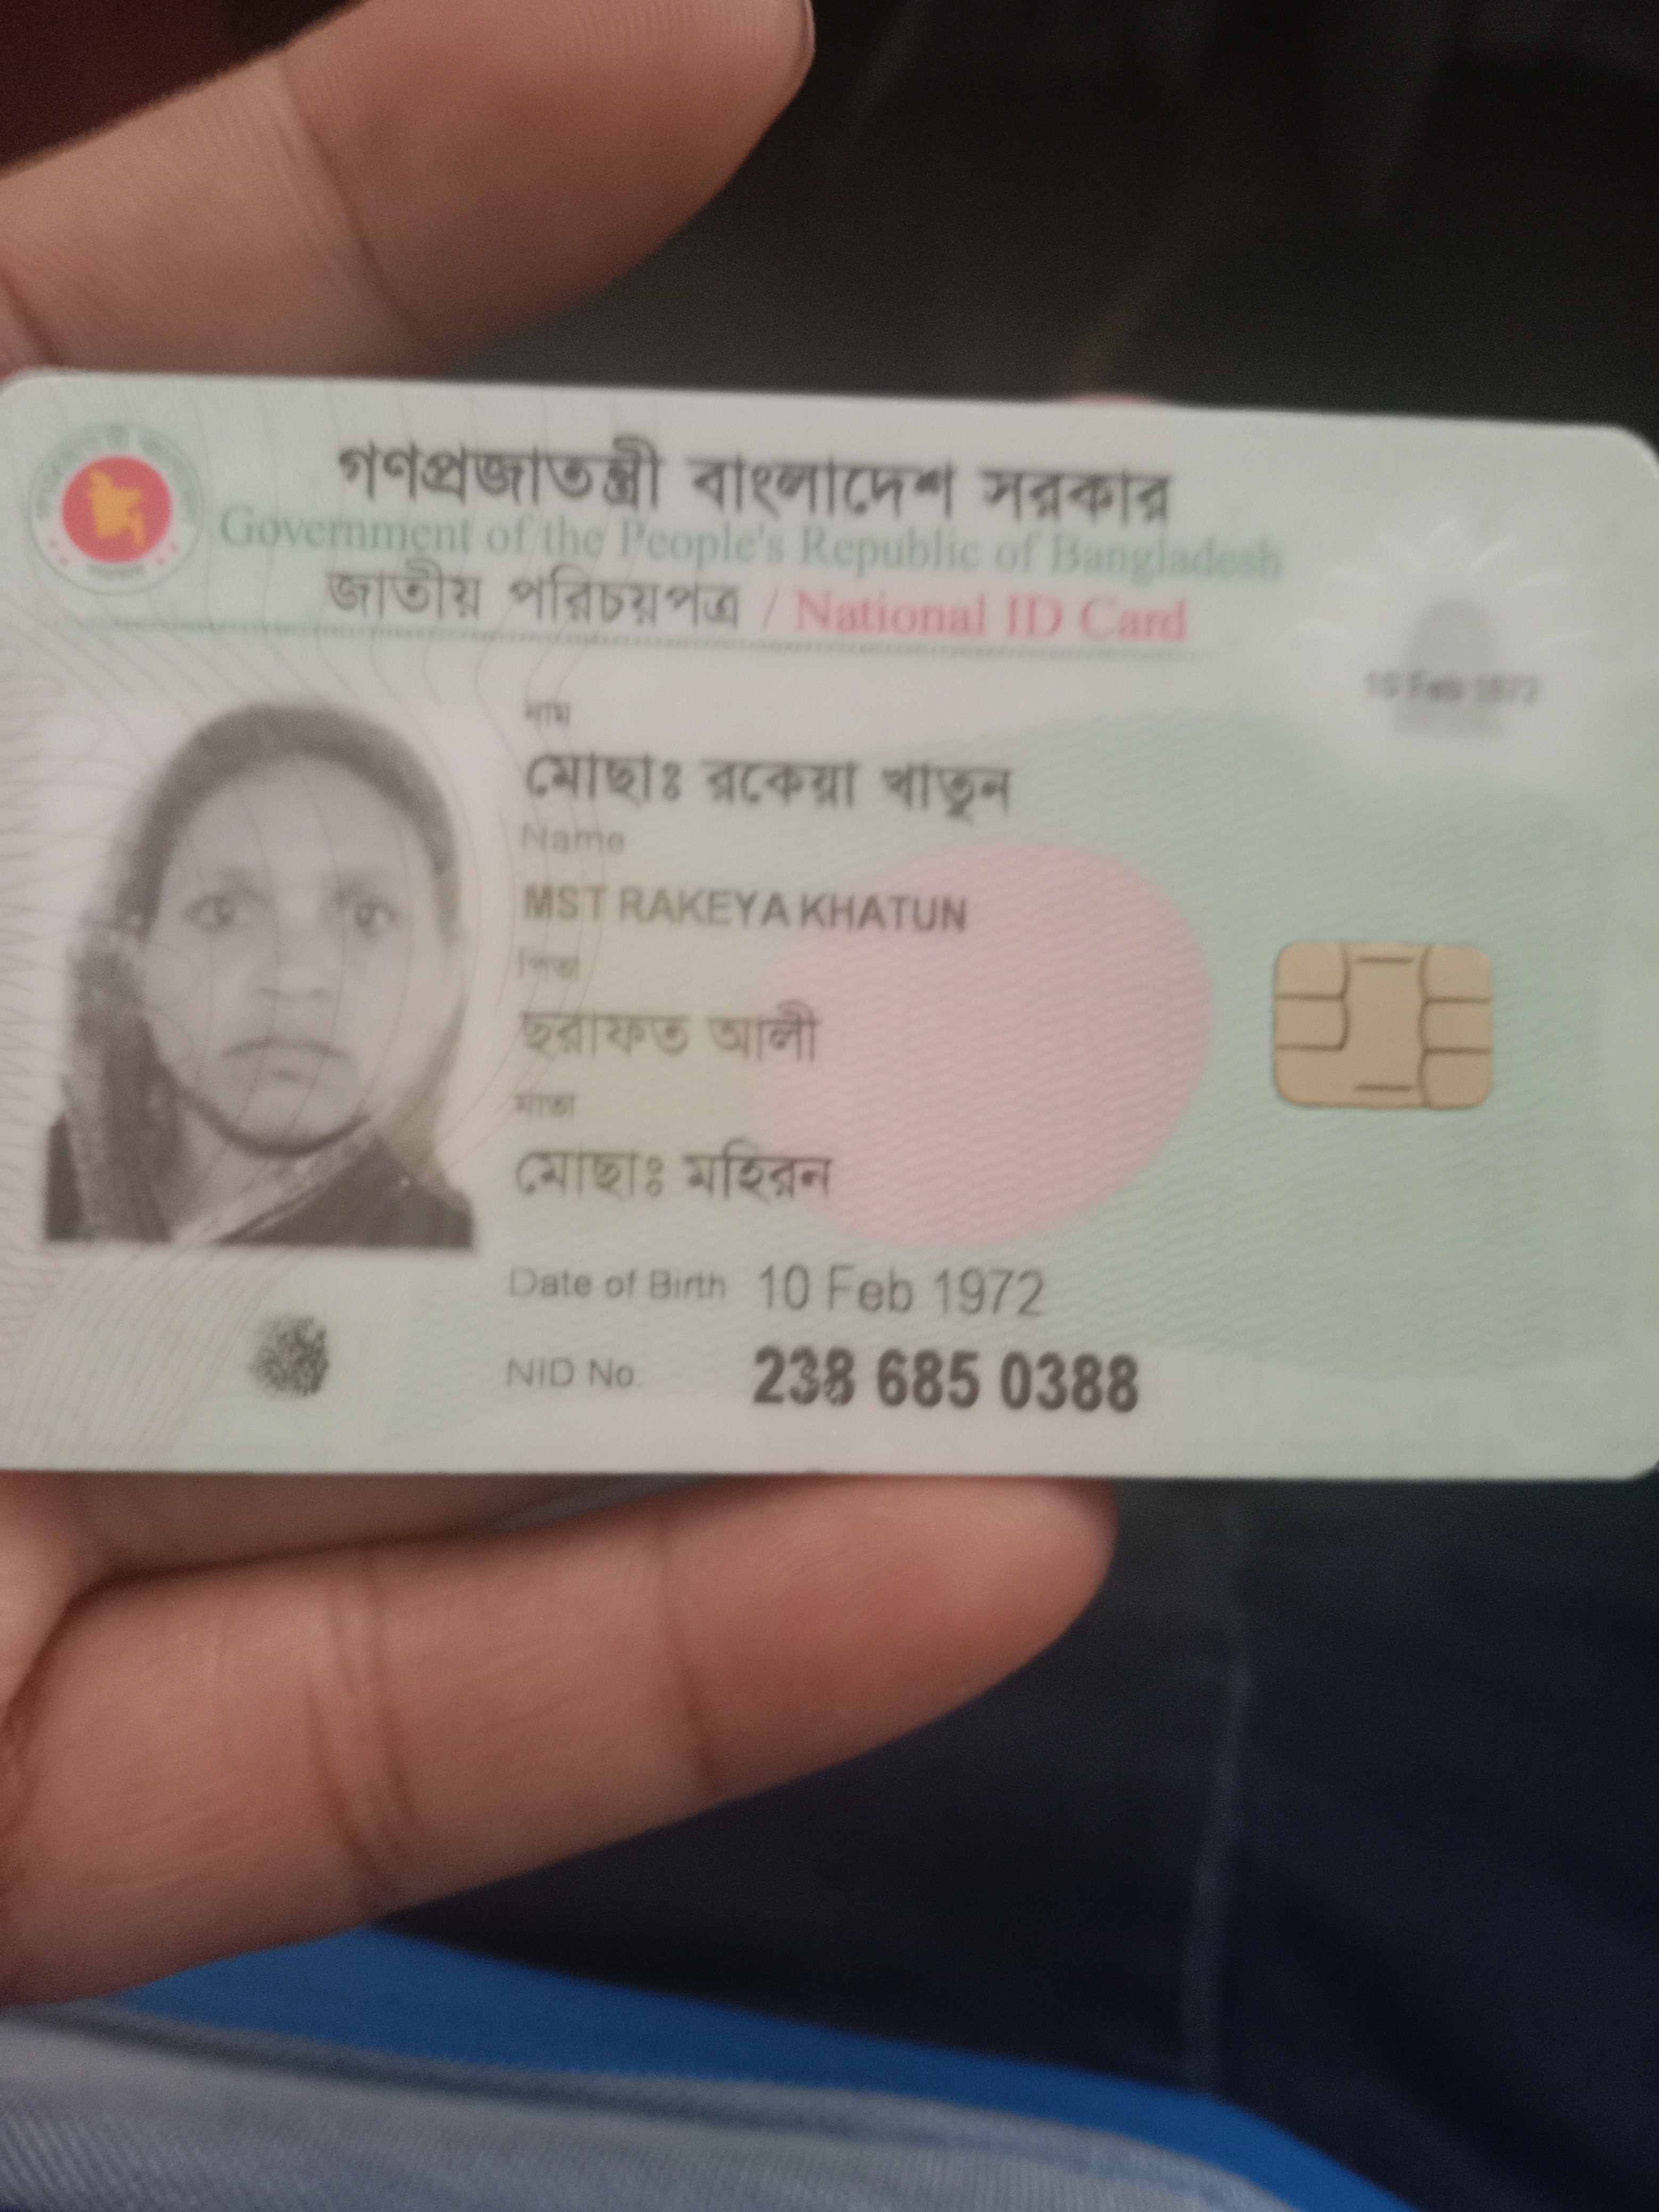 গণপ্রজাতন্ত্রী বাংলাদেশ সরকার
Government of the People's Republic of Bangladesh
জাতীয় পরিচয়পত্র / National ID Card
10 Feb 1972
নাম
মোছাঃ রকেয়া খাতুন
Name
MST RAKEYA KHATUN
পিতা
ছরাফত আলী
মাতা
মোছাঃ মহিরন
Date of Birth 10 Feb 1972
NID No. 238 685 0388